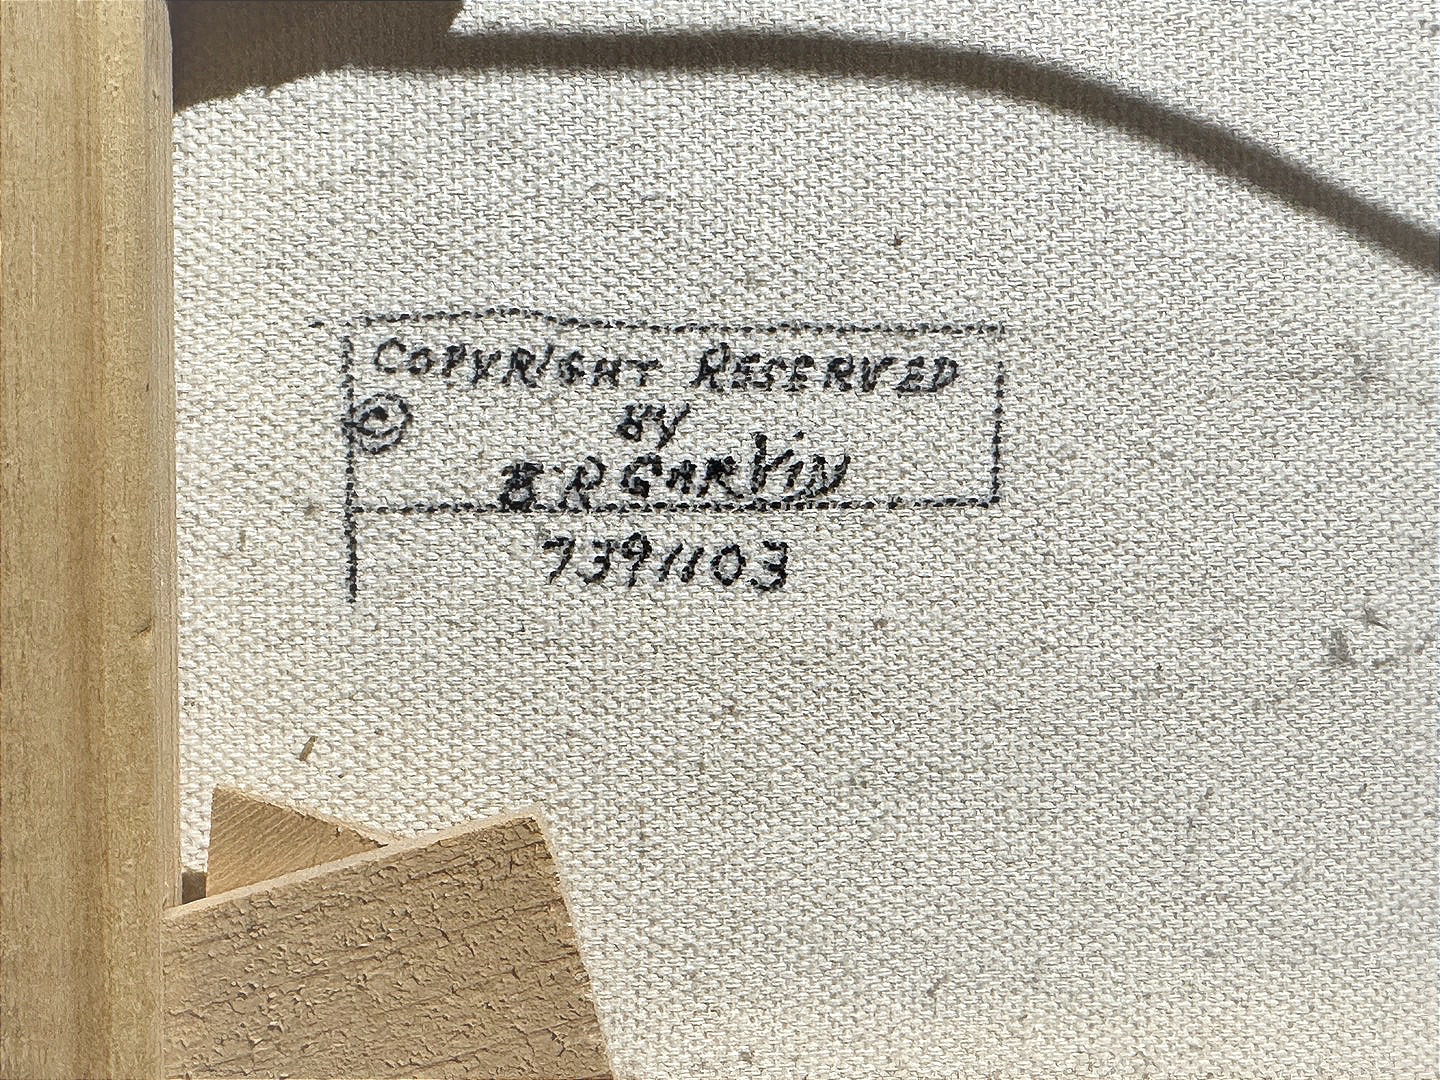 COPYRIGHT RESERVED
©
BY
E.R GARVIN
7391103